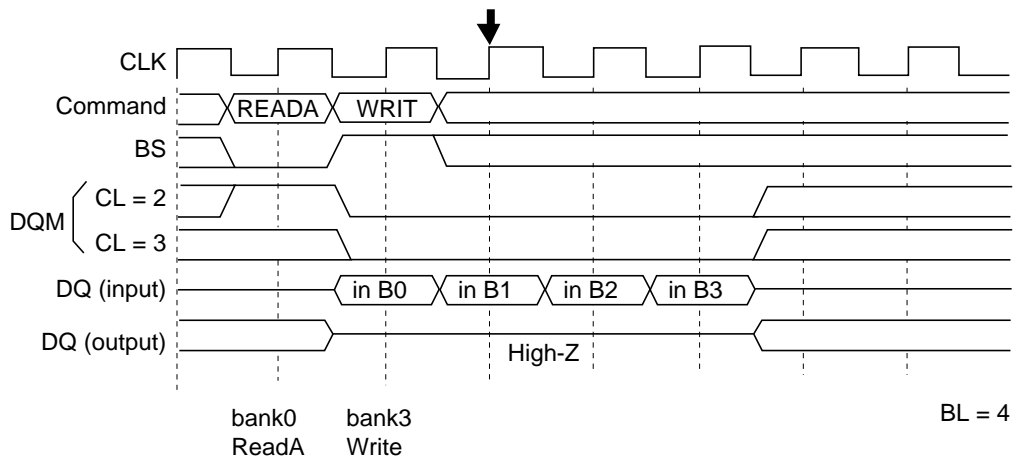 CLK
Command
READA
WRIT
BS
DQM
CL = 2
CL = 3
DQ (input)
in B0
in B1
in B2
in B3
DQ (output)
High-Z
bank0
ReadA
bank3
Write
BL = 4